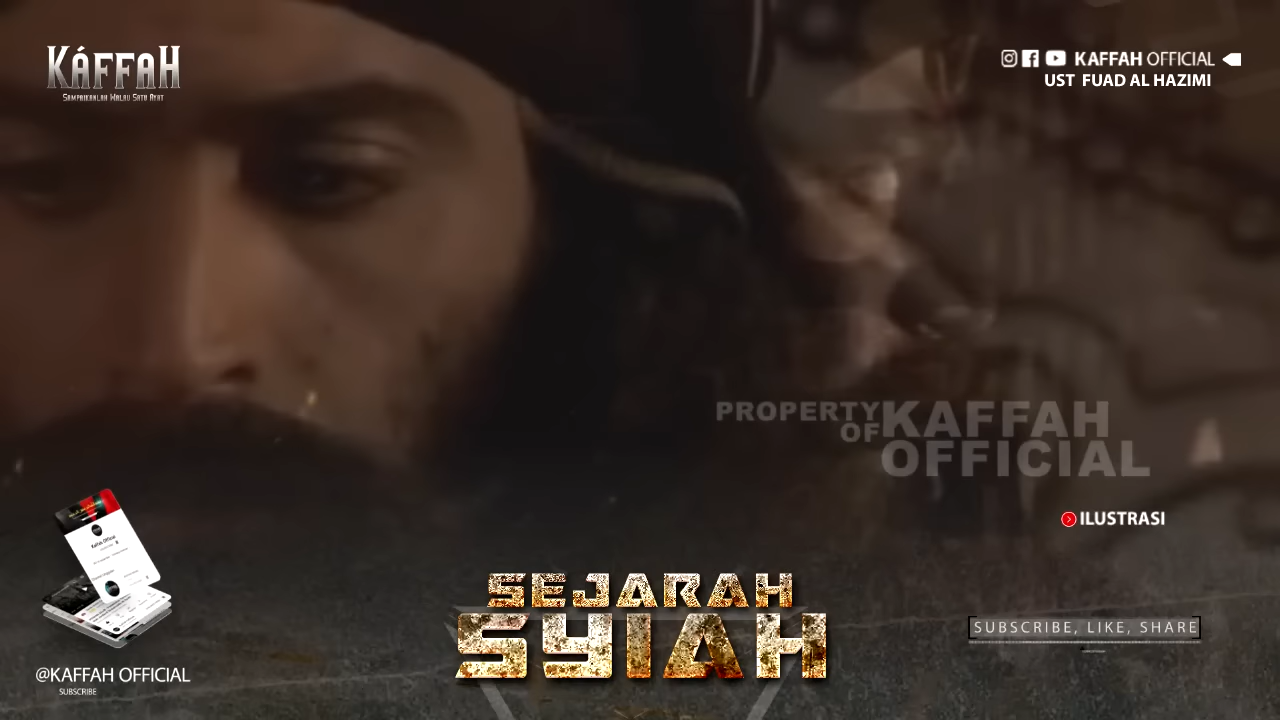 KÁFFAH
SAMPAIKANLAH WALAU SATU AYAT
KAFFAH OFFICIAL
UST FUAD AL HAZIMI
PROPERTY OF KAFFAH OFFICIAL
ILUSTRASI
SEJARAH
SYIAH
SUBSCRIBE, LIKE, SHARE
@KAFFAH OFFICIAL
SUBSCRIBE